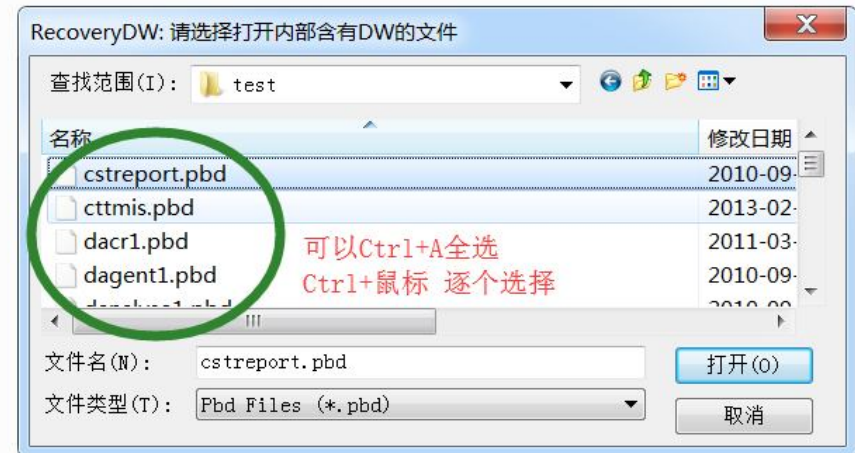 RecoveryDW: 请选择打开内部含有DW的文件
查找范围(I): test
名称 修改日期
cstreport.pbd 2010-09-
cttmis.pbd 2013-02-
dacr1.pbd 2011-03-
dagent1.pbd 2010-09-
可以Ctrl+A全选
Ctrl+鼠标 逐个选择
文件名(N): cstreport.pbd 打开(O)
文件类型(T): Pbd Files (*.pbd) 取消